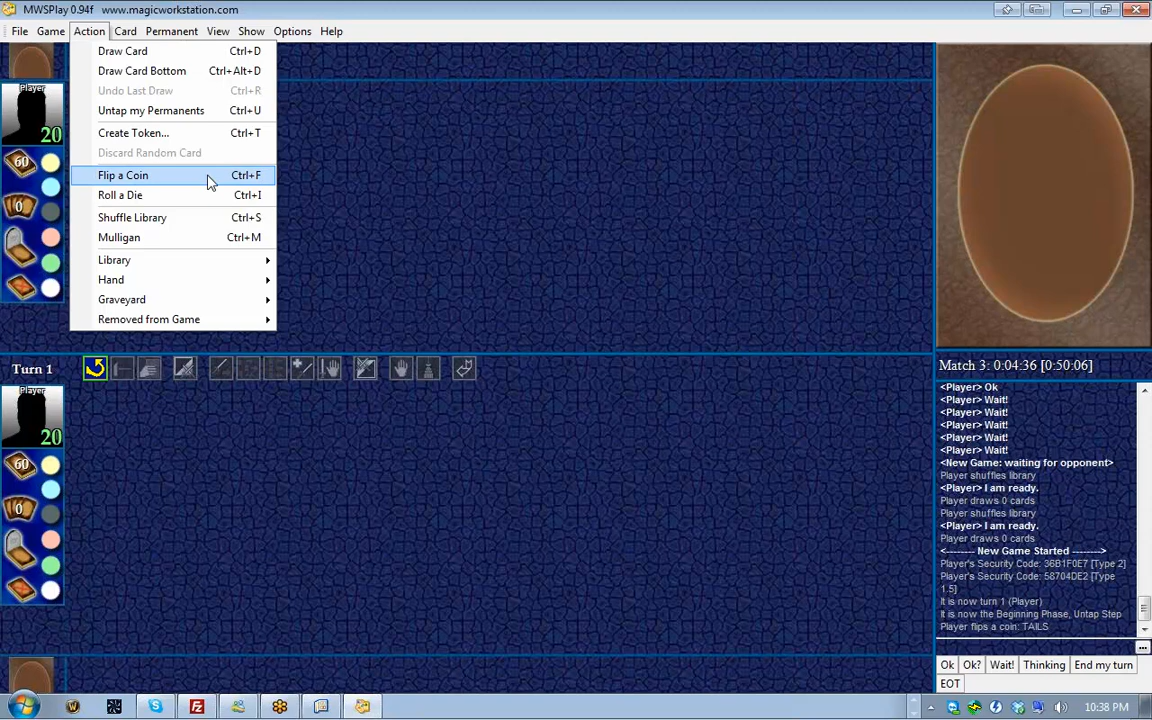 MWSPlay 0.94f www.magicworkstation.com
File Game Action Card Permanent View Show Options Help
Draw Card Ctrl+D
Draw Card Bottom Ctrl+Alt+D
Undo Last Draw Ctrl+R
Untap my Permanents Ctrl+U
Create Token... Ctrl+T
Discard Random Card
Flip a Coin Ctrl+F
Roll a Die Ctrl+I
Shuffle Library Ctrl+S
Mulligan Ctrl+M
Library
Hand
Graveyard
Removed from Game
Player
20
60
0
Turn 1
Player
20
60
0
Match 3: 0:04:36 [0:50:06]
<Player> Ok
<Player> Wait!
<Player> Wait!
<Player> Wait!
<Player> Wait!
<Player> Wait!
<New Game: waiting for opponent>
Player shuffles library
<Player> I am ready.
Player draws 0 cards
Player shuffles library
<Player> I am ready.
Player draws 0 cards
<-------- New Game Started -------->
Player's Security Code: 36B1F0E7 [Type 2]
Player's Security Code: 58704DE2 [Type
1.5]
It is now turn 1 (Player)
It is now the Beginning Phase, Untap Step
Player flips a coin: TAILS
...
Ok Ok? Wait! Thinking End my turn
EOT
W Fz
10:38 PM